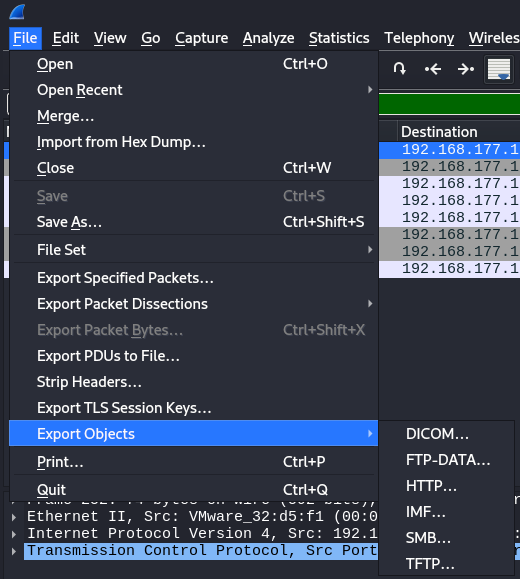 File Edit View Go Capture Analyze Statistics Telephony Wireles
Open Ctrl+O
Open Recent
Merge...
Import from Hex Dump...
Close Ctrl+W
Save Ctrl+S
Save As... Ctrl+Shift+S
File Set
Export Specified Packets...
Export Packet Dissections
Export Packet Bytes... Ctrl+Shift+X
Export PDUs to File...
Strip Headers...
Export TLS Session Keys...
Export Objects
Print... Ctrl+P
Quit Ctrl+Q
Destination
192.168.177.1
192.168.177.1
192.168.177.1
192.168.177.1
192.168.177.1
192.168.177.1
192.168.177.1
192.168.177.1
DICOM...
FTP-DATA...
HTTP...
IMF...
SMB...
TFTP...
Ethernet II, Src: VMware_32:d5:f1 (00:0
Internet Protocol Version 4, Src: 192.1
Transmission Control Protocol, Src Port